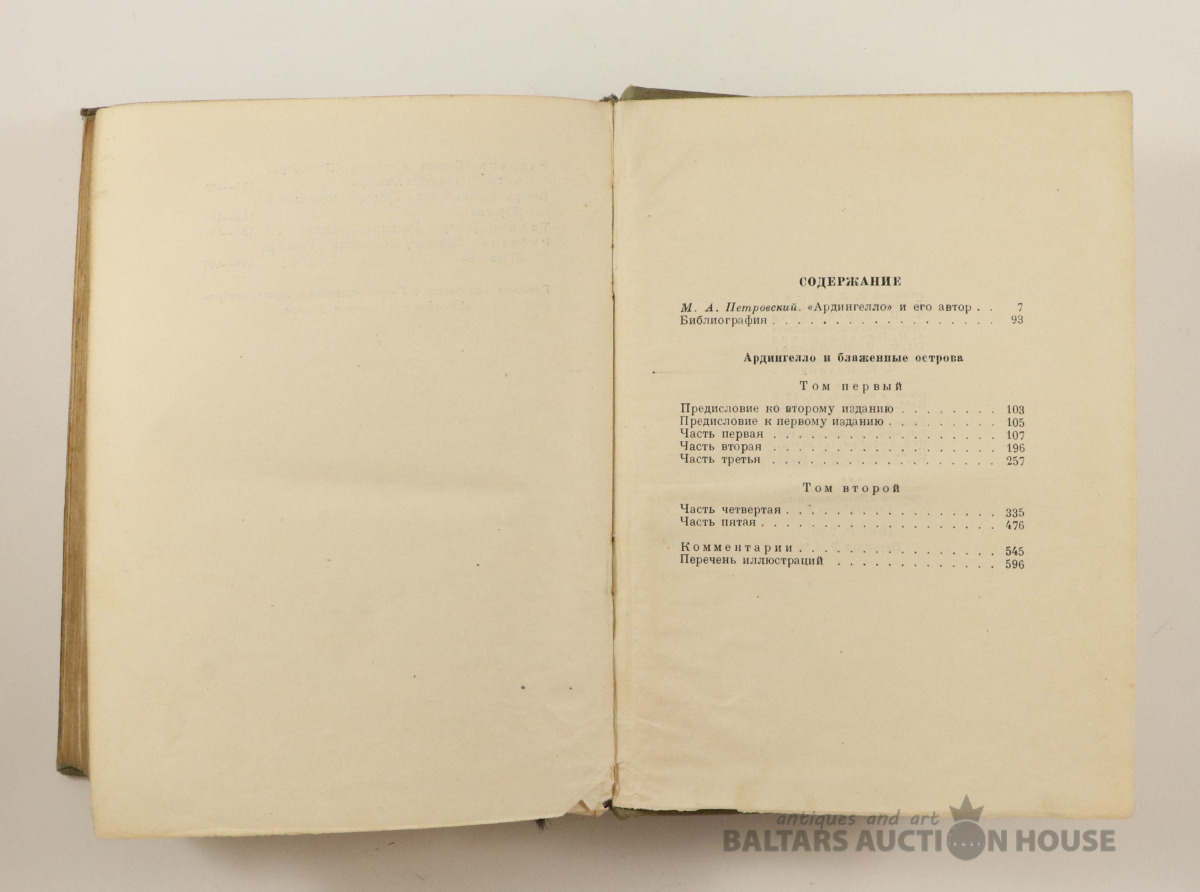 СОДЕРЖАНИЕ
М. А. Петровский. «Ардингелло» и его автор . . 7
Библиография . . . . . . . . . . . . . . . . . . 93
Ардингелло и блаженные острова
Том первый
Предисловие ко второму изданию . . . . . . . . 103
Предисловие к первому изданию . . . . . . . . . 105
Часть первая . . . . . . . . . . . . . . . . . . 107
Часть вторая . . . . . . . . . . . . . . . . . . 196
Часть третья . . . . . . . . . . . . . . . . . . 257
Том второй
Часть четвертая . . . . . . . . . . . . . . . . . 335
Часть пятая . . . . . . . . . . . . . . . . . . . 476
Комментарии . . . . . . . . . . . . . . . . 545
Перечень иллюстраций . . . . . . . . . . . . . 596
antiques and art
BALTARS AUCTION HOUSE